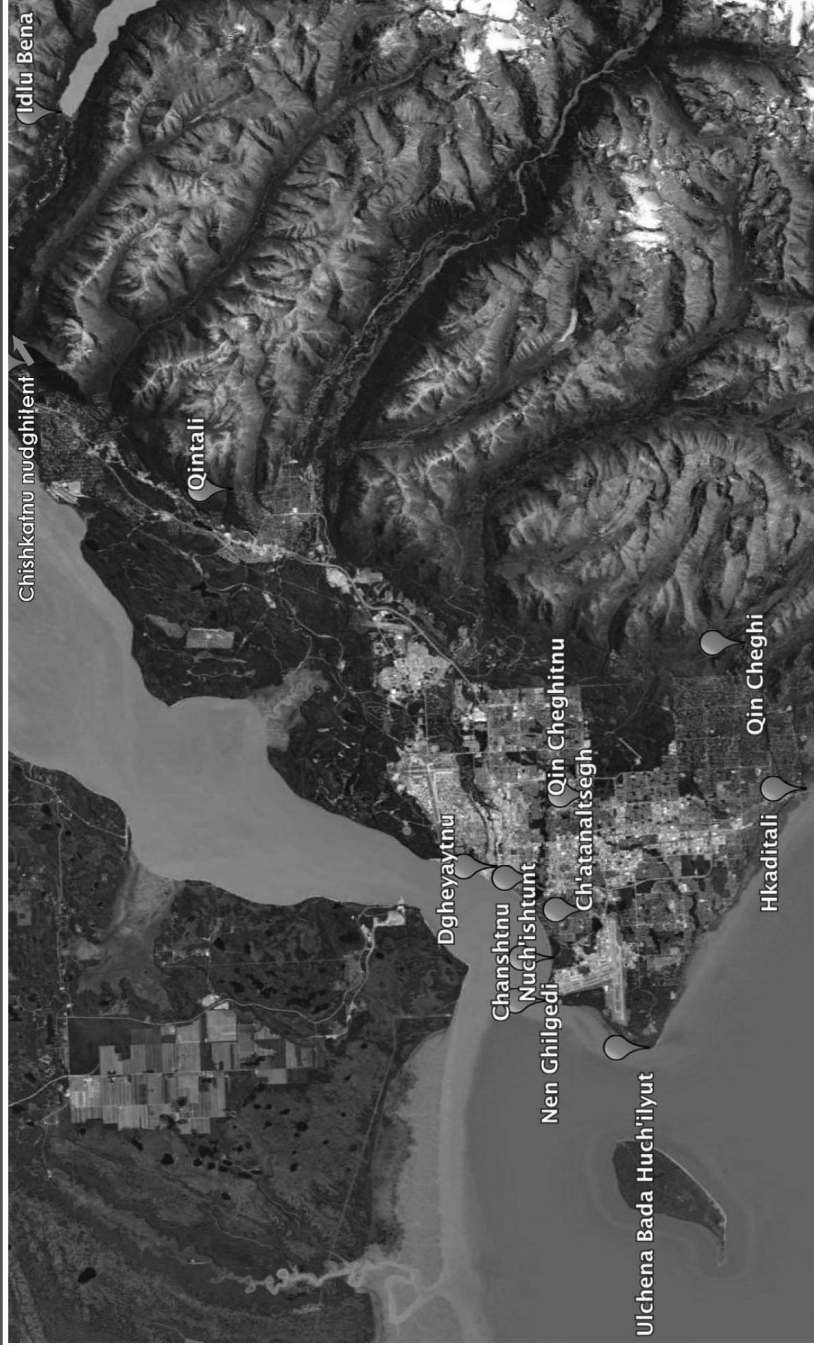 Idlu Bena
Chishkatnu nudghiłent
Qintali
Dgheyaytnu
Chanshtnu
Nuch'ishtunt
Nen Ghilgedi
Qin Cheghitnu
Ch'atanaltsegh
Qin Cheghi
Hkaditali
Ulchena Bada Huch'ilyut